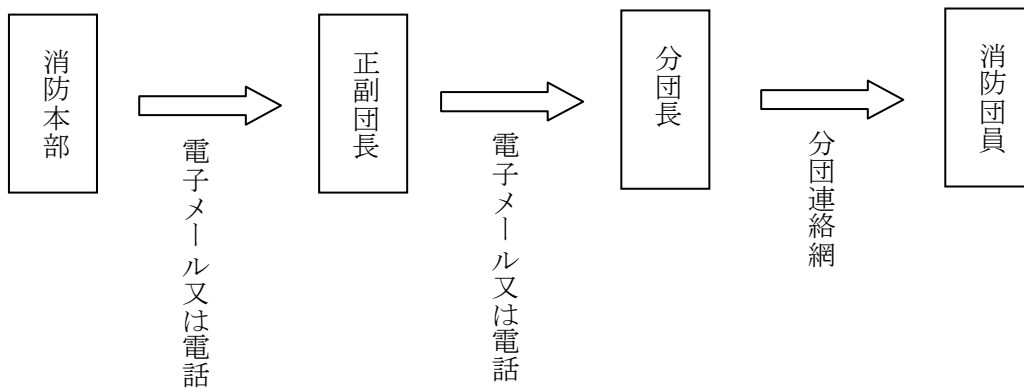 消防本部
電子メール又は電話
正副団長
電子メール又は電話
分団長
分団連絡網
消防団員